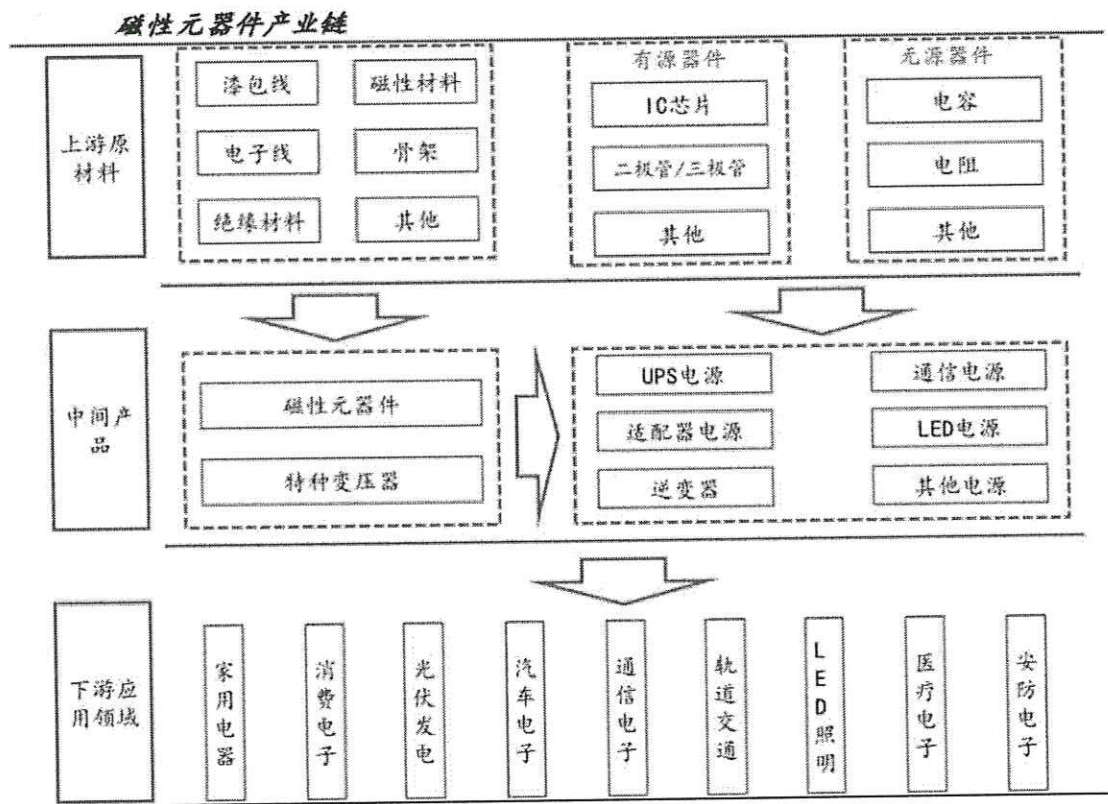 磁性元器件产业链
上游原
材料
漆包线
磁性材料
电子线
骨架
绝缘材料
其他
有源器件
IC芯片
二极管/三极管
其他
无源器件
电容
电阻
其他
中间产
品
磁性元器件
特种变压器
UPS电源
通信电源
适配器电源
LED电源
逆变器
其他电源
下游应
用领域
家用电器
消费电子
光伏发电
汽车电子
通信电子
轨道交通
LED照明
医疗电子
安防电子